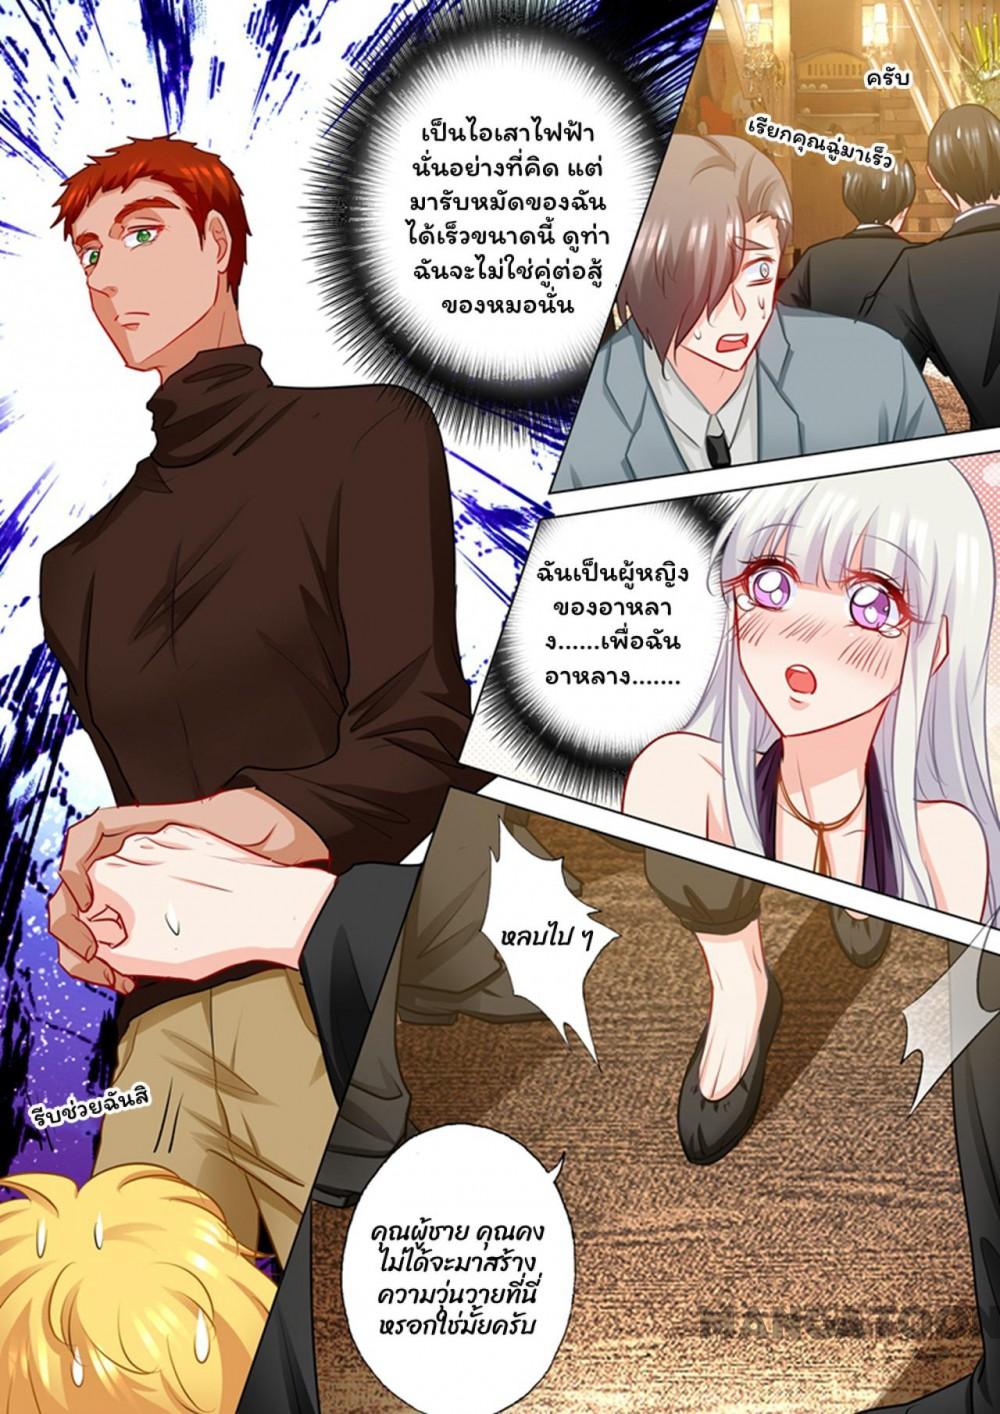 เป็นไอเสาไฟฟ้า
นั่นอย่างที่คิด แต่
มารับหมัดของฉัน
ได้เร็วขนาดนี้ ดูท่า
ฉันจะไม่ใช่คู่ต่อสู้
ของหมอนั่น
BILLIONDI
ครับ
เรียกคุณฉู่มาเร็ว
ฉันเป็นผู้หญิง
ของอาหลา
ง......เพื่อฉัน
อาหลาง.......
หลบไป ๆ
รีบช่วยฉันสิ
คุณผู้ชาย คุณคง
ไม่ได้จะมาสร้าง
ความวุ่นวายที่นี่
หรอกใช่มั้ยครับ
MANGATOON